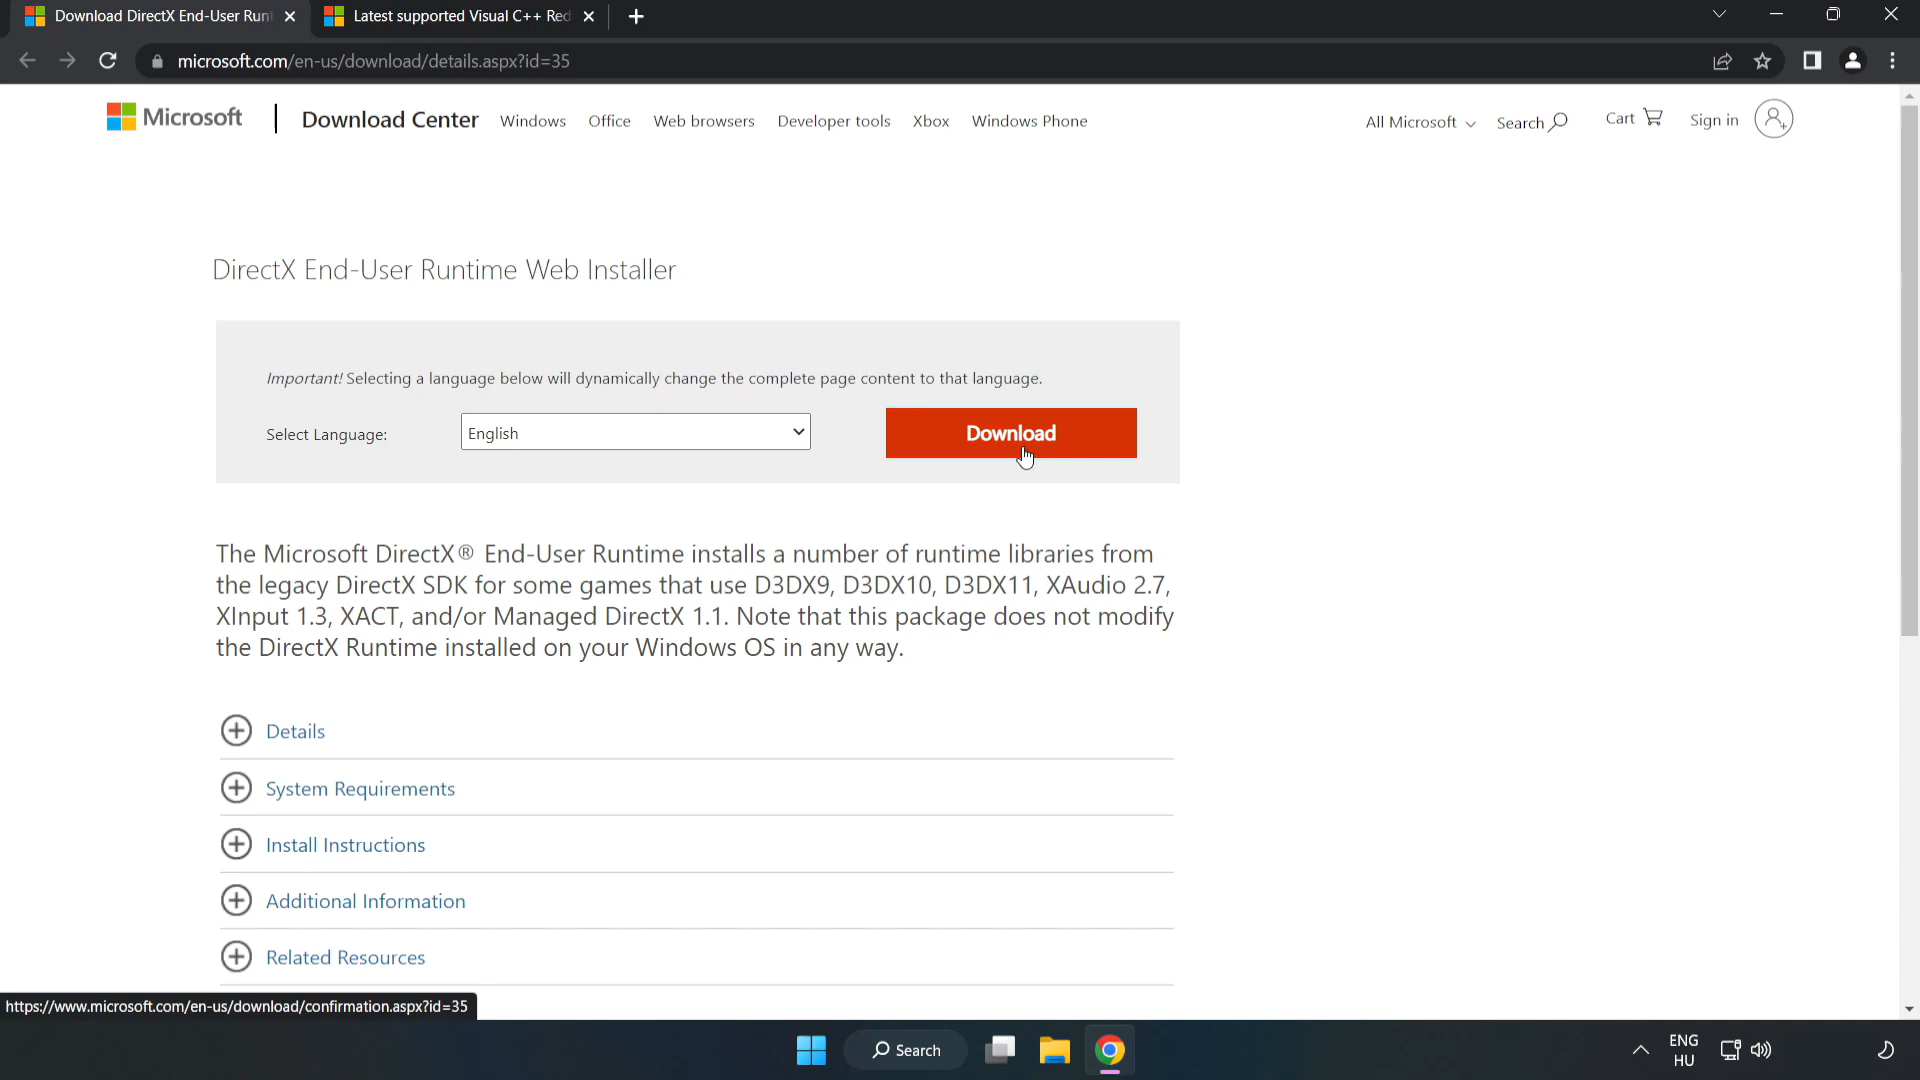 Download DirectX End-User Runt
Latest supported Visual C++ Red
microsoft.com/en-us/download/details.aspx?id=35
Microsoft
Download Center
Windows
Office
Web browsers
Developer tools
Xbox
Windows Phone
All Microsoft
Search
Cart
Sign in
DirectX End-User Runtime Web Installer
Important! Selecting a language below will dynamically change the complete page content to that language.
Select Language:
English
Download
The Microsoft DirectX® End-User Runtime installs a number of runtime libraries from
the legacy DirectX SDK for some games that use D3DX9, D3DX10, D3DX11, XAudio 2.7,
XInput 1.3, XACT, and/or Managed DirectX 1.1. Note that this package does not modify
the DirectX Runtime installed on your Windows OS in any way.
Details
System Requirements
Install Instructions
Additional Information
Related Resources
https://www.microsoft.com/en-us/download/confirmation.aspx?id=35
Search
ENG
HU